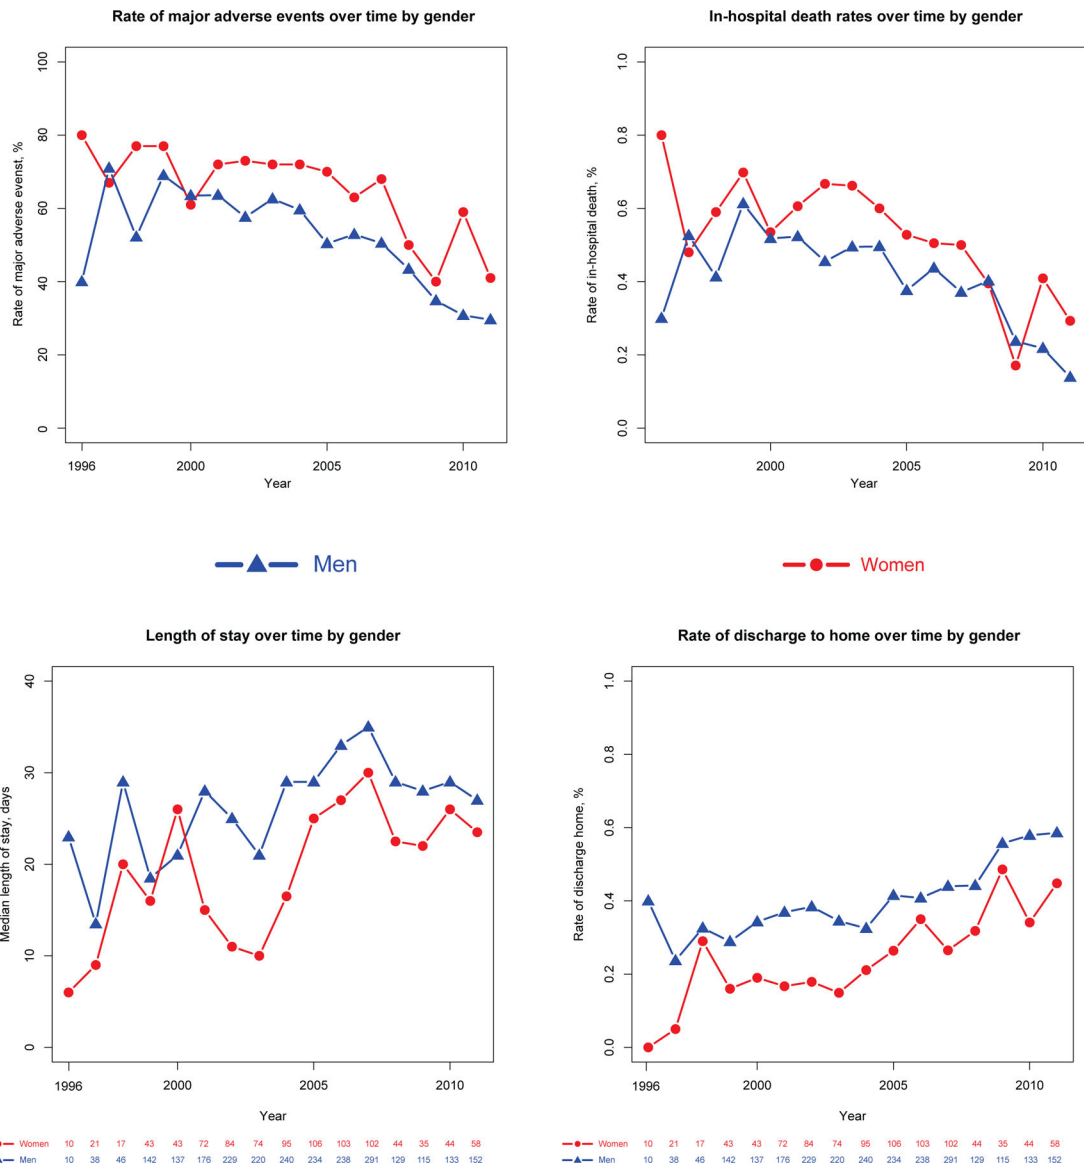 Rate of major adverse events over time by gender
Rate of major adverse evenst, %
100
80
60
40
20
0
1996 2000 2005 2010
Year
In-hospital death rates over time by gender
Rate of in-hospital death, %
1.0
0.8
0.6
0.4
0.2
0.0
2000 2005 2010
Year
Men
Women
Length of stay over time by gender
Median length of stay, days
40
30
20
10
0
1996 2000 2005 2010
Year
Women 10 21 17 43 43 72 84 74 95 106 103 102 44 35 44 58
Men 10 38 46 142 137 176 229 220 240 234 238 291 129 115 133 152
Rate of discharge to home over time by gender
Rate of discharge home, %
1.0
0.8
0.6
0.4
0.2
0.0
1996 2000 2005 2010
Year
Women 10 21 17 43 43 72 84 74 95 106 103 102 44 35 44 58
Men 10 38 46 142 137 176 229 220 240 234 238 291 129 115 133 152